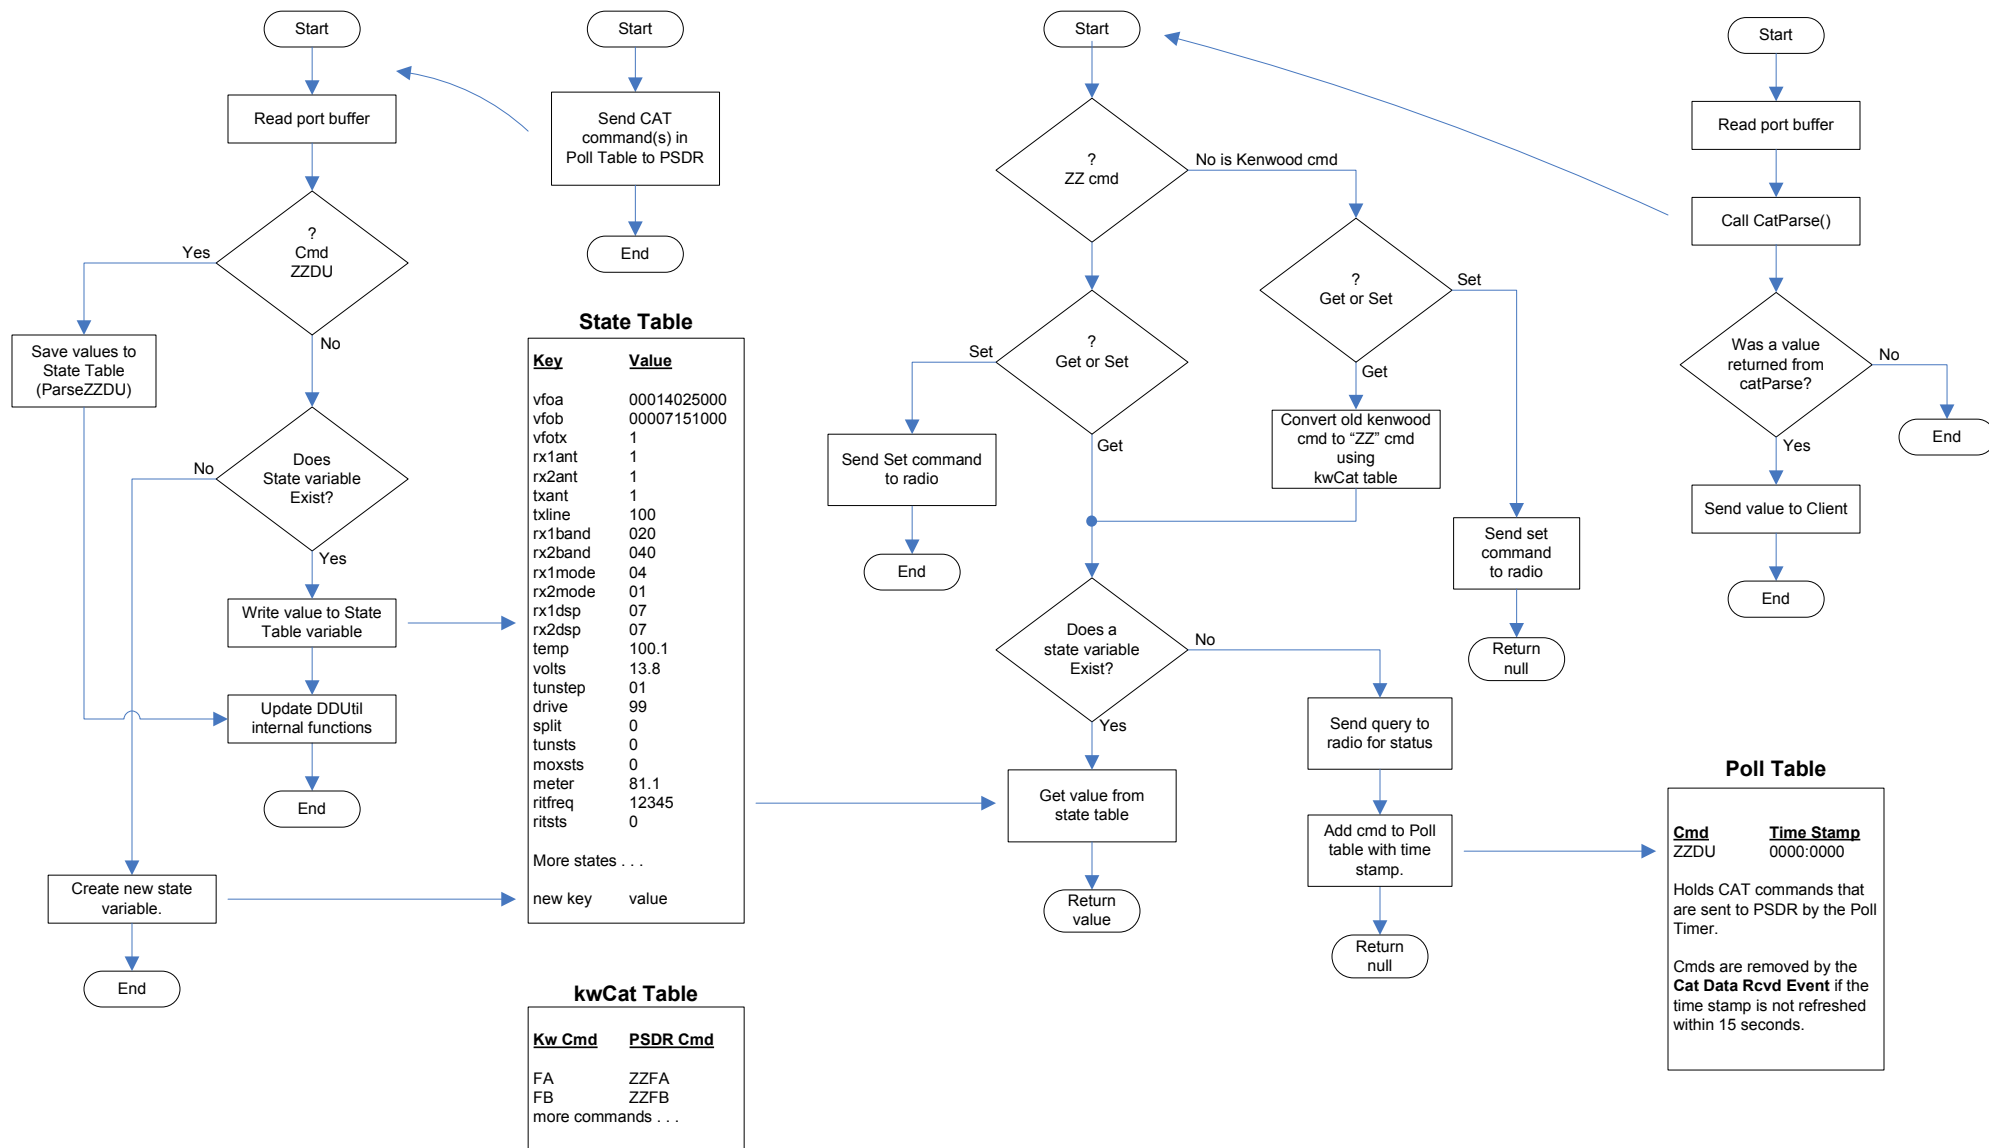 Start
Read port buffer
?
Cmd
ZZDU
Yes
No
Save values to
State Table
(ParseZZDU)
Does
State variable
Exist?
No
Yes
Write value to State
Table variable
Update DDUtil
internal functions
End
Create new state
variable.
End
Start
Send CAT
command(s) in
Poll Table to PSDR
End
State Table
Key Value
vfoa 00014025000
vfob 00007151000
vfotx 1
rx1ant 1
rx2ant 1
txant 1
txline 100
rx1band 020
rx2band 040
rx1mode 04
rx2mode 01
rx1dsp 07
rx2dsp 07
temp 100.1
volts 13.8
tunstep 01
drive 99
split 0
tunsts 0
moxsts 0
meter 81.1
ritfreq 12345
ritsts 0
More states . . .
new key value
kwCat Table
Kw Cmd PSDR Cmd
FA ZZFA
FB ZZFB
more commands . . .
Start
?
ZZ cmd
No is Kenwood cmd
?
Get or Set
Set
Get
Send Set command
to radio
End
?
Get or Set
Set
Get
Convert old kenwood
cmd to “ZZ” cmd
using
kwCat table
Send set
command
to radio
Return
null
Does a
state variable
Exist?
No
Yes
Get value from
state table
Return
value
Send query to
radio for status
Add cmd to Poll
table with time
stamp.
Return
null
Start
Read port buffer
Call CatParse()
Was a value
returned from
catParse?
No
Yes
End
Send value to Client
End
Poll Table
Cmd Time Stamp
ZZDU 0000:0000
Holds CAT commands that
are sent to PSDR by the Poll
Timer.
Cmds are removed by the
Cat Data Rcvd Event if the
time stamp is not refreshed
within 15 seconds.